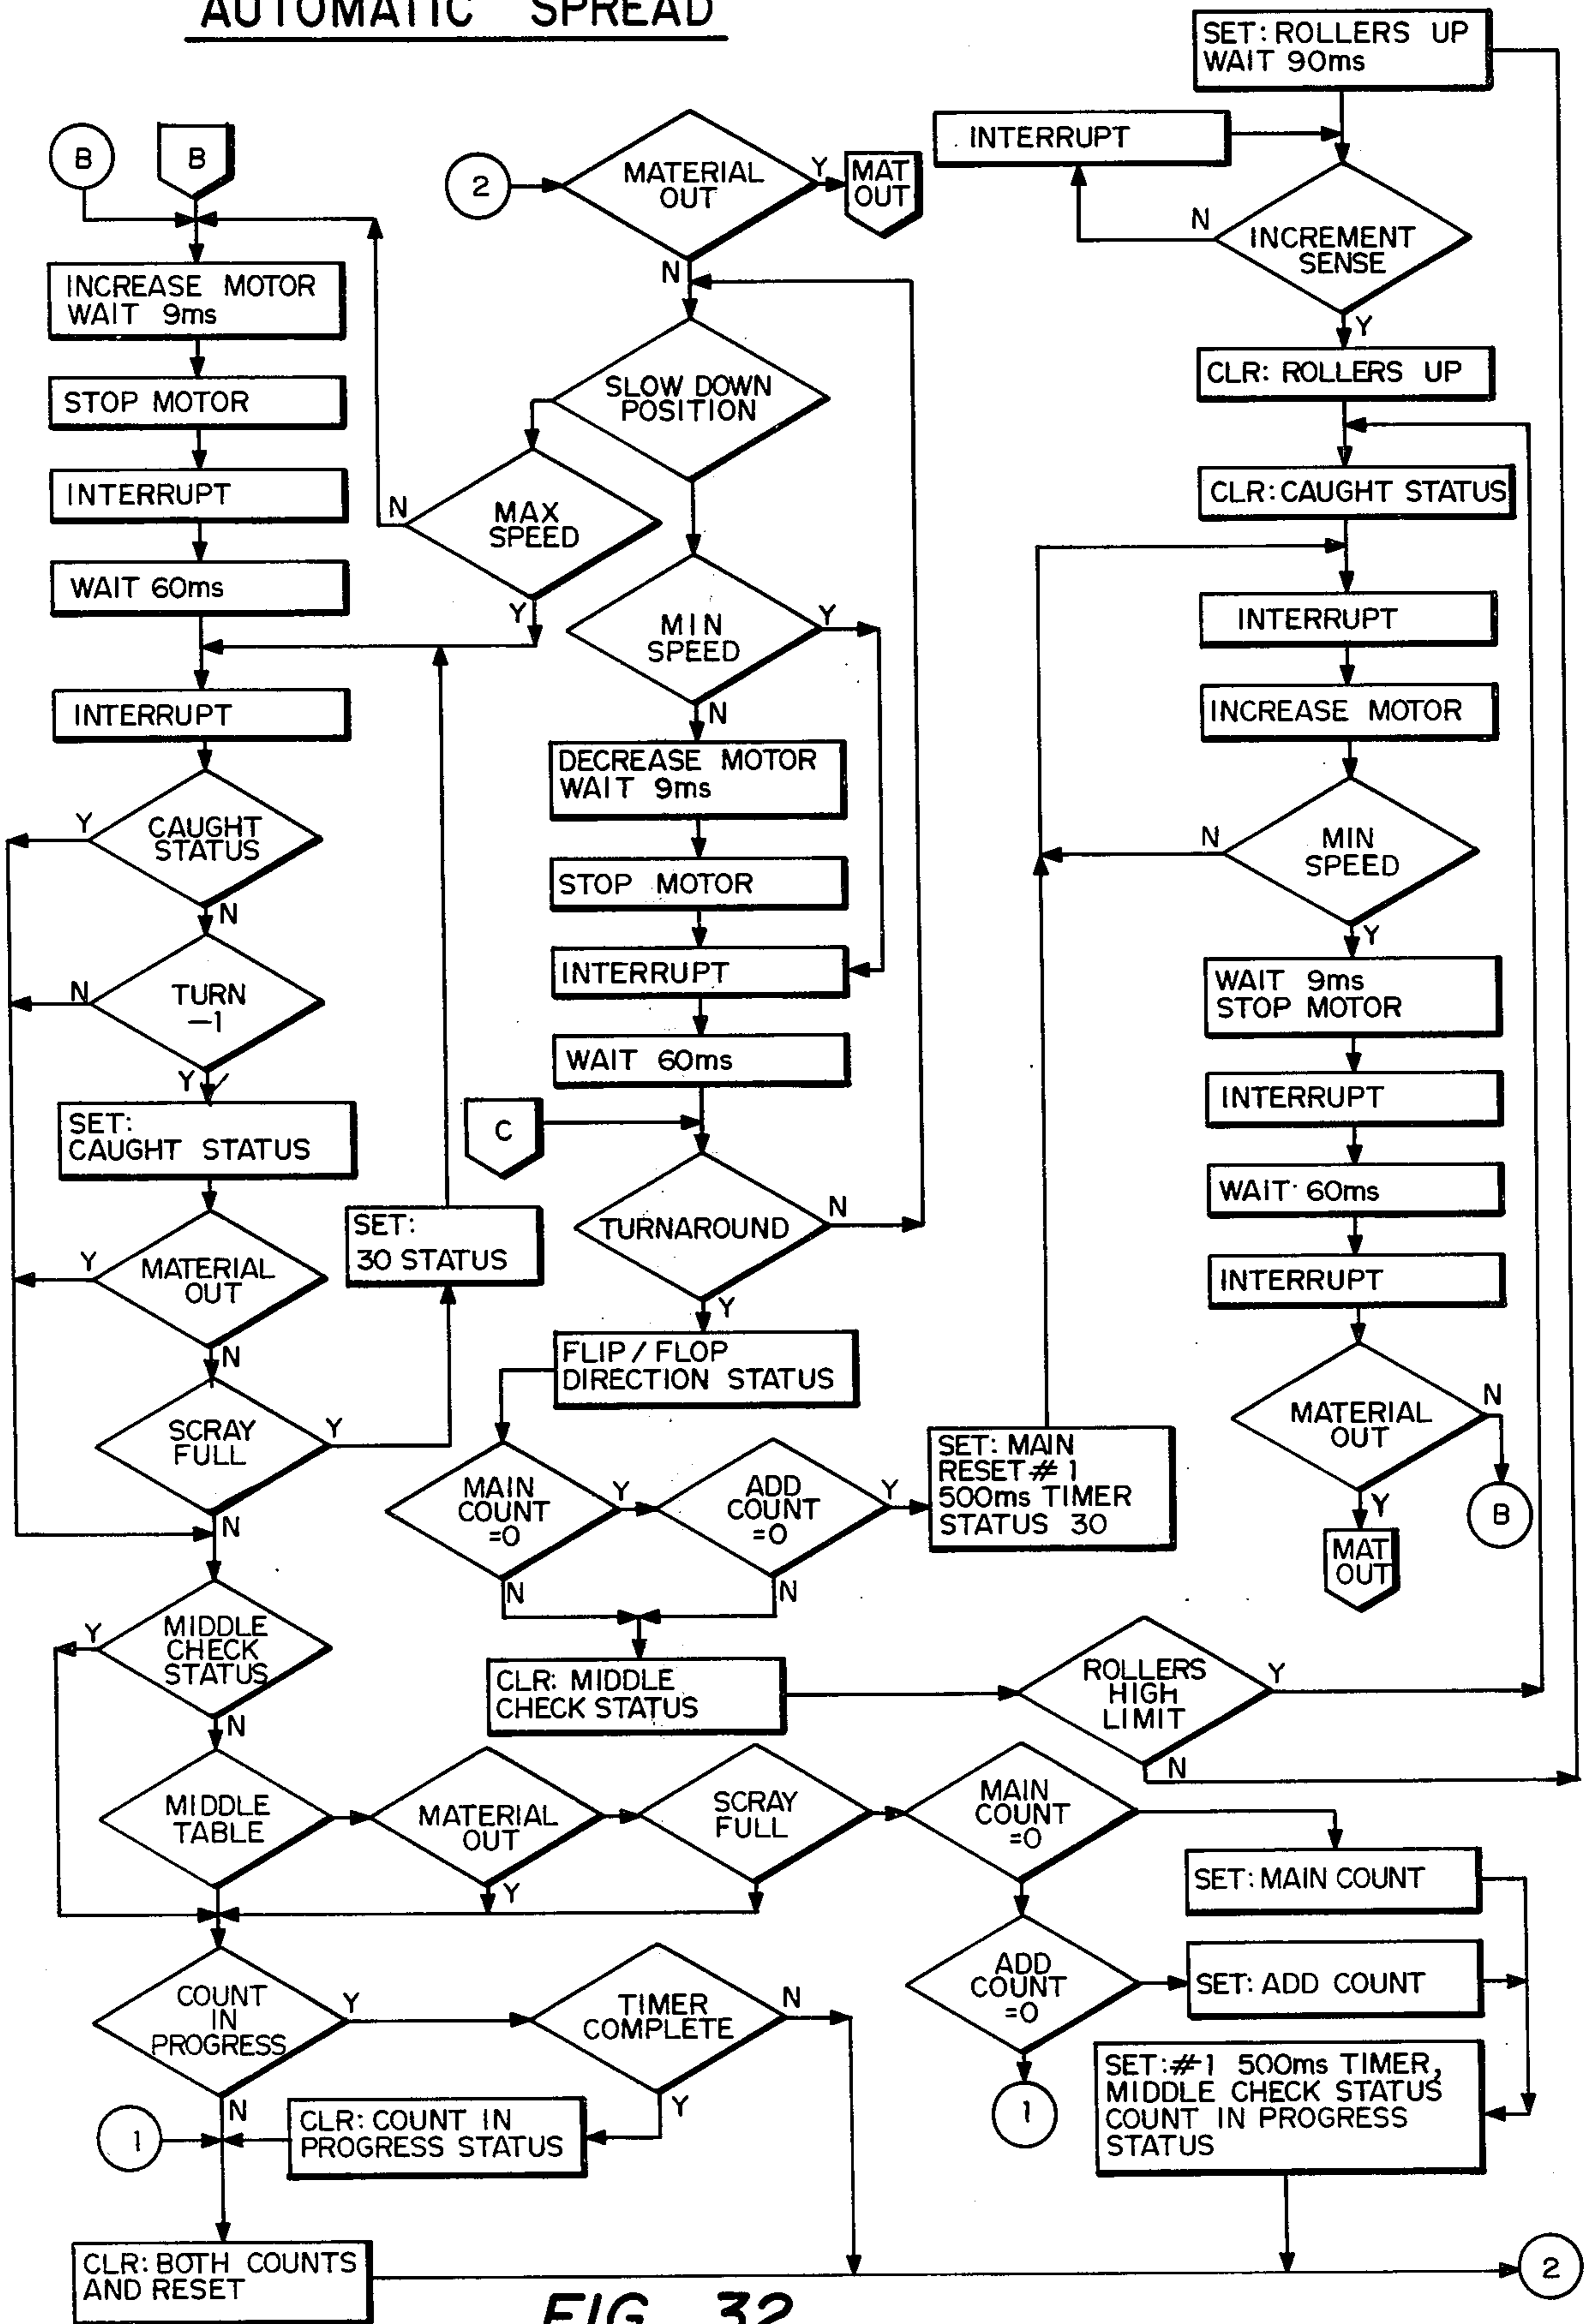 AUTOMATIC SPREAD
B
B
INCREASE MOTOR
WAIT 9ms
STOP MOTOR
INTERRUPT
WAIT 60ms
INTERRUPT
CAUGHT
STATUS
Y
N
TURN
-1
N
Y
SET:
CAUGHT STATUS
MATERIAL
OUT
Y
N
SCRAY
FULL
Y
N
SET:
30 STATUS
MIDDLE
CHECK
STATUS
Y
N
MIDDLE
TABLE
MATERIAL
OUT
Y
SCRAY
FULL
MAIN
COUNT
=0
SET: MAIN COUNT
ADD
COUNT
=0
SET: ADD COUNT
1
SET: #1 500ms TIMER,
MIDDLE CHECK STATUS
COUNT IN PROGRESS
STATUS
COUNT
IN
PROGRESS
Y
N
TIMER
COMPLETE
N
Y
CLR: COUNT IN
PROGRESS STATUS
1
CLR: BOTH COUNTS
AND RESET
2
2
MATERIAL
OUT
Y
MAT
OUT
N
SLOW DOWN
POSITION
MAX
SPEED
N
Y
MIN
SPEED
Y
N
DECREASE MOTOR
WAIT 9ms
STOP MOTOR
INTERRUPT
WAIT 60ms
C
TURNAROUND
N
Y
FLIP/FLOP
DIRECTION STATUS
MAIN
COUNT
=0
Y
N
ADD
COUNT
=0
Y
N
SET: MAIN
RESET #1
500ms TIMER
STATUS 30
CLR: MIDDLE
CHECK STATUS
ROLLERS
HIGH
LIMIT
Y
N
SET: ROLLERS UP
WAIT 90ms
INTERRUPT
INCREMENT
SENSE
N
Y
CLR: ROLLERS UP
CLR: CAUGHT STATUS
INTERRUPT
INCREASE MOTOR
MIN
SPEED
N
Y
WAIT 9ms
STOP MOTOR
INTERRUPT
WAIT 60ms
INTERRUPT
MATERIAL
OUT
N
B
Y
MAT
OUT
FIG. 32